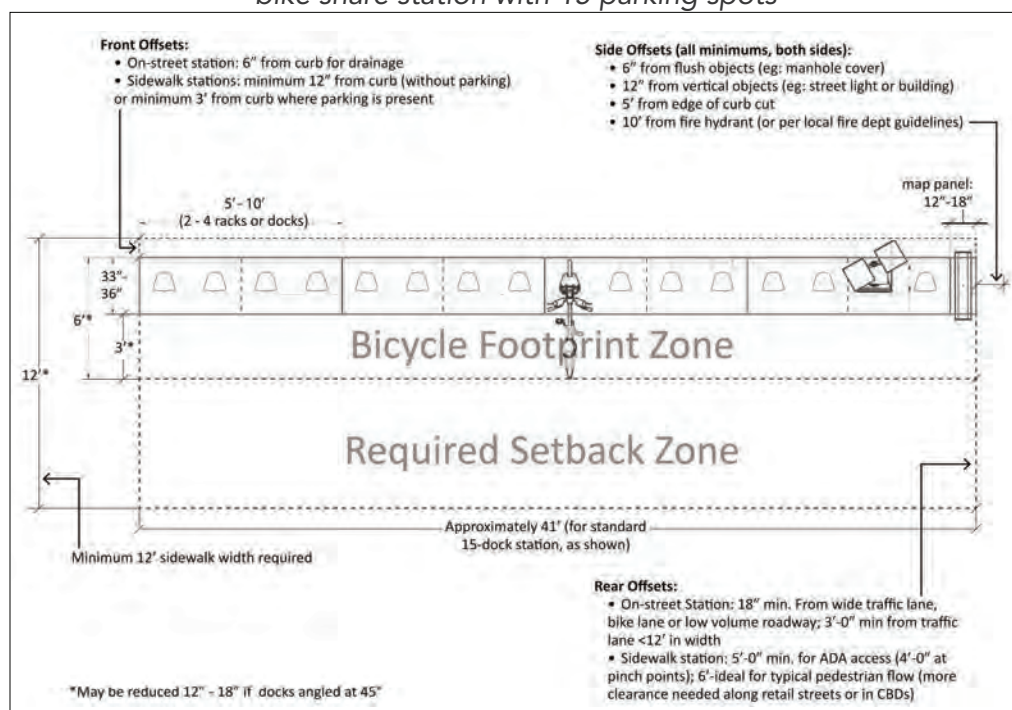 bike share station with 15 parking spots
Front Offsets:
• On-street station: 6” from curb for drainage
• Sidewalk stations: minimum 12” from curb (without parking)
or minimum 3’ from curb where parking is present
Side Offsets (all minimums, both sides):
• 6” from flush objects (eg: manhole cover)
• 12” from vertical objects (eg: street light or building)
• 5’ from edge of curb cut
• 10’ from fire hydrant (or per local fire dept guidelines)
map panel:
12”-18”
5’ - 10’
(2 - 4 racks or docks)
33”-
36”
6’*
3’*
12’*
Bicycle Footprint Zone
Required Setback Zone
Approximately 41’ (for standard
15-dock station, as shown)
Minimum 12’ sidewalk width required
Rear Offsets:
• On-street Station: 18” min. From wide traffic lane,
bike lane or low volume roadway; 3’-0” min from traffic
lane <12’ in width
• Sidewalk station: 5’-0” min. for ADA access (4’-0” at
pinch points); 6’-ideal for typical pedestrian flow (more
clearance needed along retail streets or in CBDs)
*May be reduced 12” - 18” if docks angled at 45°